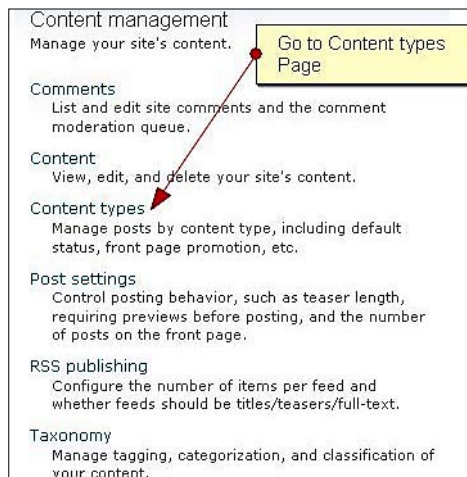 Content management
Manage your site's content.
Go to Content types
Page
Comments
List and edit site comments and the comment
moderation queue.
Content
View, edit, and delete your site's content.
Content types
Manage posts by content type, including default
status, front page promotion, etc.
Post settings
Control posting behavior, such as teaser length,
requiring previews before posting, and the number
of posts on the front page.
RSS publishing
Configure the number of items per feed and
whether feeds should be titles/teasers/full-text.
Taxonomy
Manage tagging, categorization, and classification of
your content.